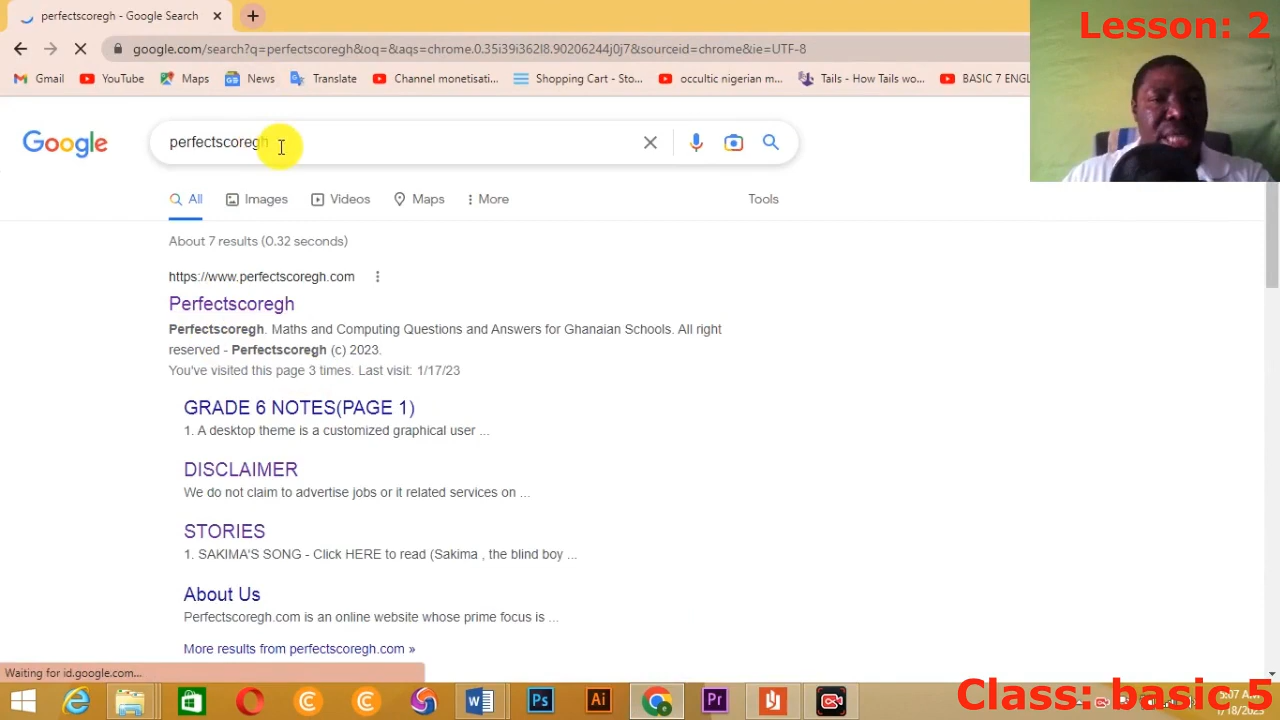 perfectscoregh - Google Search
Lesson: 2
google.com/search?q=perfectscoregh&oq=&aqs=chrome.0.35i39i362l8.90206244j0j7&sourceid=chrome&ie=UTF-8
Gmail YouTube Maps News Translate Channel monetisati... Shopping Cart - Sto... occultic nigerian m... Tails - How Tails wo... BASIC 7 ENGL
Google perfectscoregh
All Images Videos Maps More Tools
About 7 results (0.32 seconds)
https://www.perfectscoregh.com
Perfectscoregh
Perfectscoregh. Maths and Computing Questions and Answers for Ghanaian Schools. All right
reserved - Perfectscoregh (c) 2023.
You've visited this page 3 times. Last visit: 1/17/23
GRADE 6 NOTES(PAGE 1)
1. A desktop theme is a customized graphical user ...
DISCLAIMER
We do not claim to advertise jobs or it related services on ...
STORIES
1. SAKIMA'S SONG - Click HERE to read (Sakima , the blind boy ...
About Us
Perfectscoregh.com is an online website whose prime focus is ...
More results from perfectscoregh.com »
Waiting for id.google.com...
Ps Ai Pr
Class: basic 5